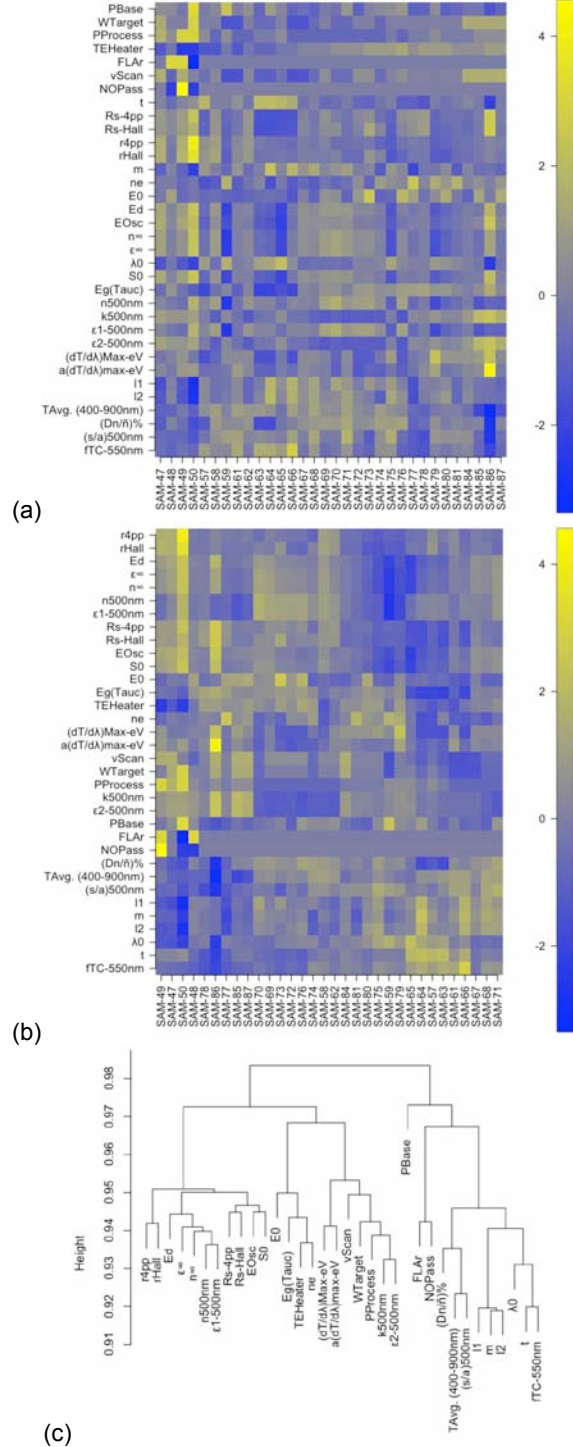 PBase
WTarget
PProcess
TEHeater
FLAr
vScan
NOPass
t
Rs-4pp
Rs-Hall
r4pp
rHall
m
ne
E0
Ed
EOsc
n∞
ε∞
λ0
S0
Eg(Tauc)
n500nm
k500nm
ε1-500nm
ε2-500nm
(dT/dλ)Max-eV
a(dT/dλ)max-eV
l1
l2
TAvg. (400-900nm)
(Dn/ñ)%
(s/a)500nm
fTC-550nm
4
2
0
-2
SAM-47 SAM-48 SAM-49 SAM-50 SAM-57 SAM-58 SAM-59 SAM-61 SAM-62 SAM-63 SAM-64 SAM-65 SAM-66 SAM-67 SAM-68 SAM-69 SAM-70 SAM-71 SAM-72 SAM-73 SAM-74 SAM-75 SAM-76 SAM-77 SAM-78 SAM-79 SAM-80 SAM-81 SAM-84 SAM-85 SAM-86 SAM-87
(a)
r4pp
rHall
Ed
ε∞
n∞
n500nm
ε1-500nm
Rs-4pp
Rs-Hall
EOsc
S0
E0
Eg(Tauc)
TEHeater
ne
(dT/dλ)Max-eV
a(dT/dλ)max-eV
vScan
WTarget
PProcess
k500nm
ε2-500nm
PBase
FLAr
NOPass
(Dn/ñ)%
TAvg. (400-900nm)
(s/a)500nm
l1
m
l2
λ0
t
fTC-550nm
4
2
0
-2
SAM-49 SAM-47 SAM-50 SAM-48 SAM-78 SAM-86 SAM-77 SAM-85 SAM-87 SAM-70 SAM-69 SAM-73 SAM-72 SAM-76 SAM-74 SAM-58 SAM-62 SAM-84 SAM-81 SAM-80 SAM-75 SAM-59 SAM-79 SAM-65 SAM-64 SAM-57 SAM-63 SAM-61 SAM-66 SAM-67 SAM-68 SAM-71
(b)
Height
0.91 0.92 0.93 0.94 0.95 0.96 0.97 0.98
r4pp
rHall
Ed
ε∞
n∞
n500nm
ε1-500nm
Rs-4pp
Rs-Hall
EOsc
S0
E0
Eg(Tauc)
TEHeater
ne
(dT/dλ)Max-eV
a(dT/dλ)max-eV
vScan
WTarget
PProcess
k500nm
ε2-500nm
PBase
FLAr
NOPass
(Dn/ñ)%
TAvg. (400-900nm)
(s/a)500nm
l1
m
l2
λ0
t
fTC-550nm
(c)